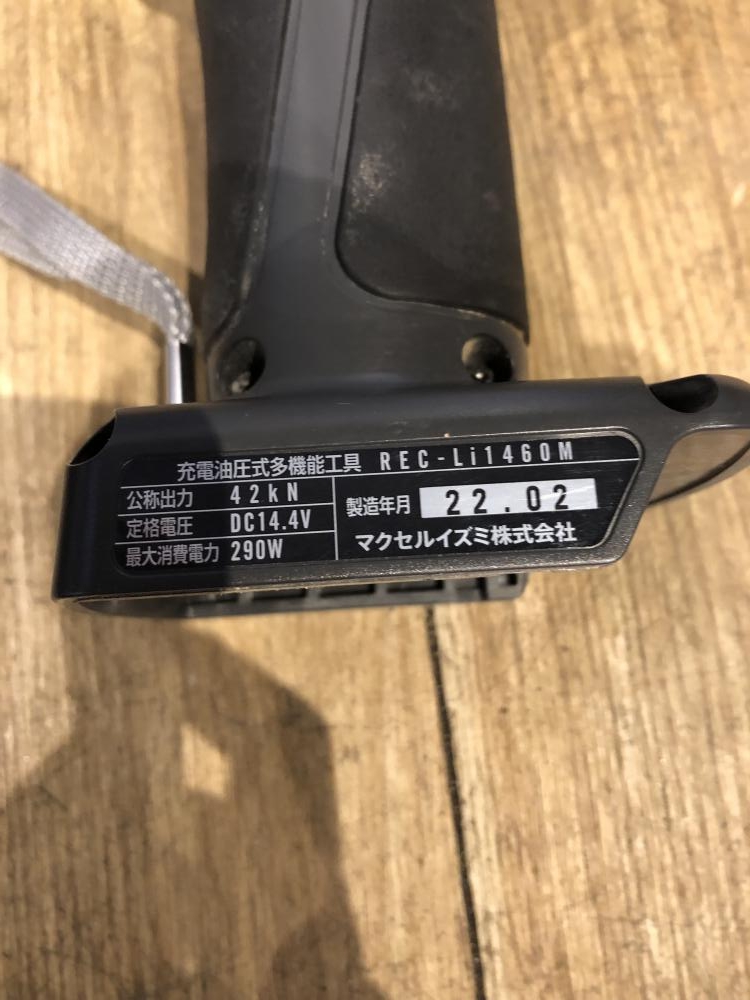 充電油圧式多機能工具 REC-Li1460M
公称出力 42kN
定格電圧 DC14.4V
最大消費電力 290W
製造年月 22.02
マクセルイズミ株式会社